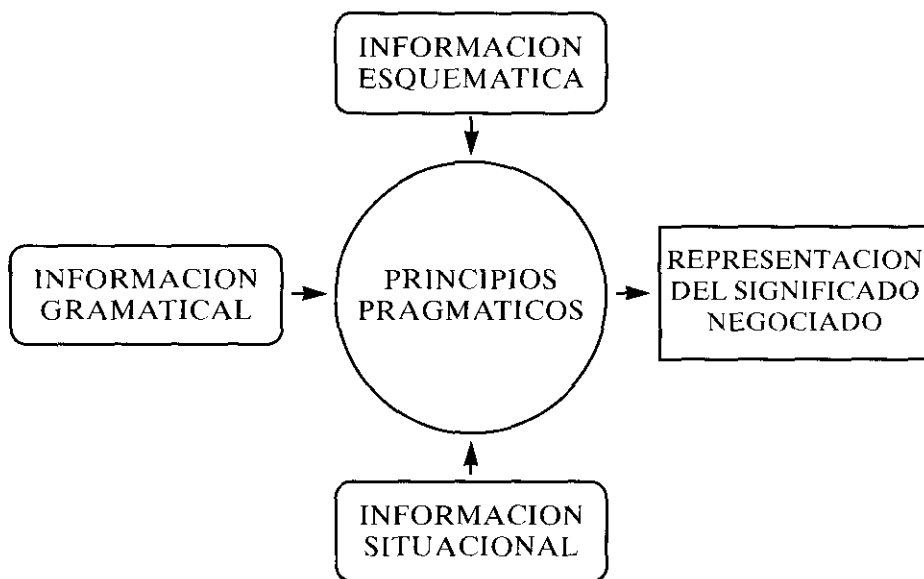 INFORMACION
ESQUEMATICA
INFORMACION
GRAMATICAL
PRINCIPIOS
PRAGMATICOS
REPRESENTACION
DEL SIGNIFICADO
NEGOCIADO
INFORMACION
SITUACIONAL